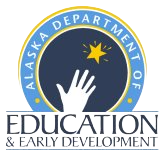 ALASKA DEPARTMENT OF
EDUCATION
& EARLY DEVELOPMENT